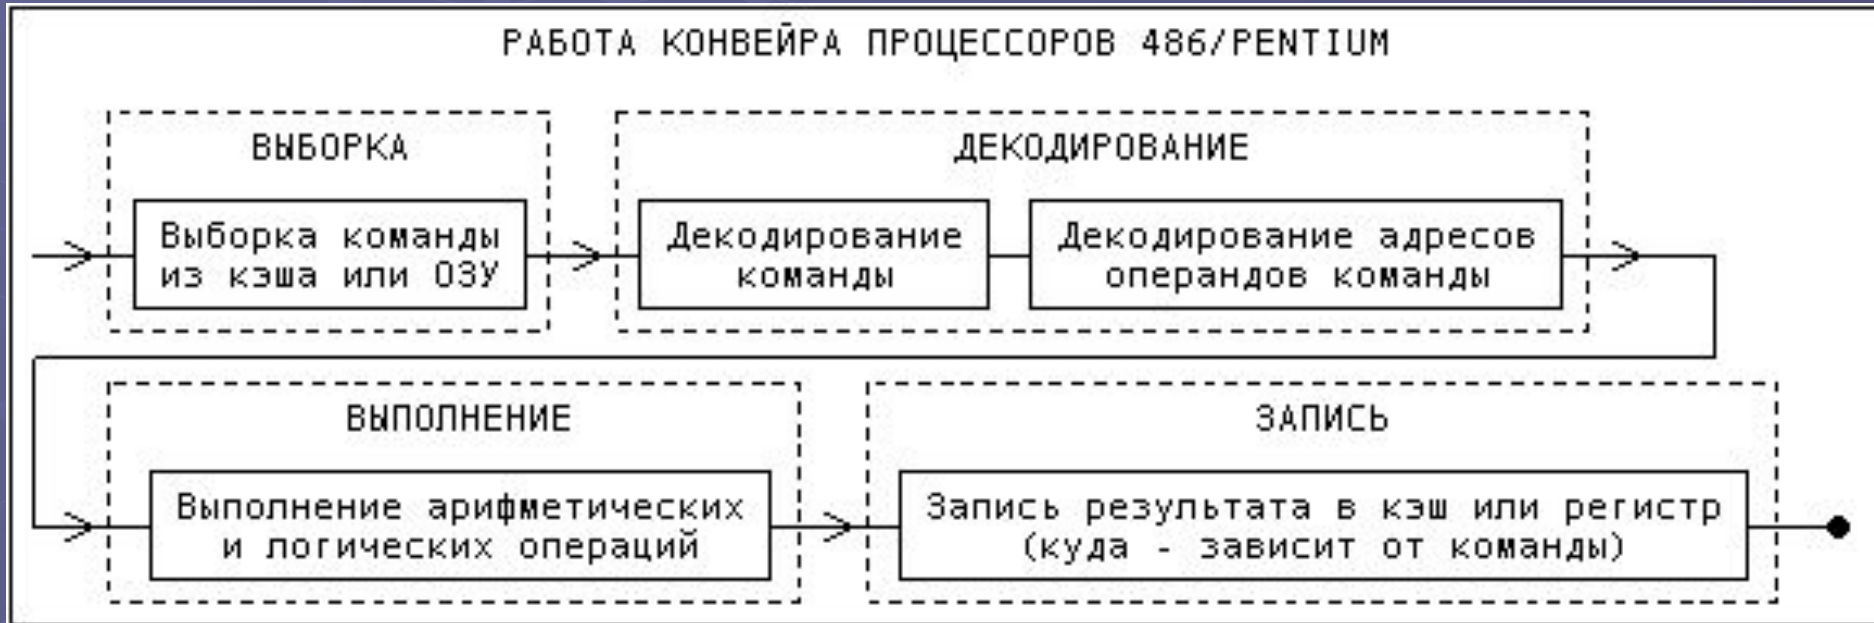 РАБОТА КОНВЕЙРА ПРОЦЕССОРОВ 486/PENTIUM
ВЫБОРКА
Выборка команды
из кэша или ОЗУ
ДЕКОДИРОВАНИЕ
Декодирование
команды
Декодирование адресов
операндов команды
ВЫПОЛНЕНИЕ
Выполнение арифметических
и логических операций
ЗАПИСЬ
Запись результата в кэш или регистр
(куда - зависит от команды)